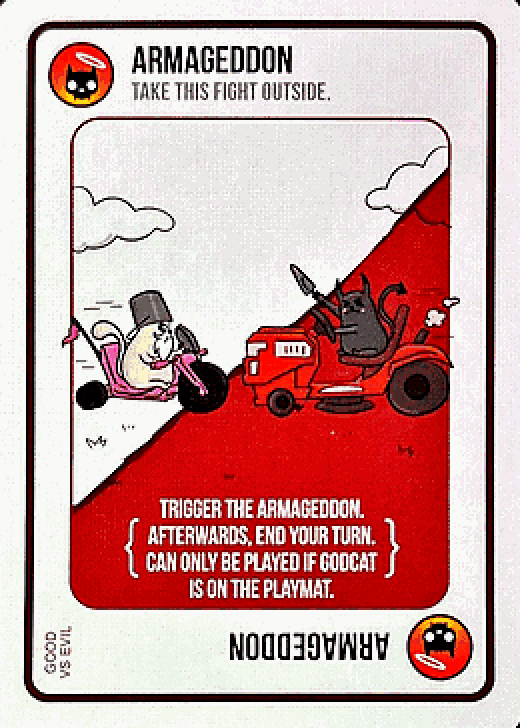 ARMAGEDDON
TAKE THIS FIGHT OUTSIDE.
TRIGGER THE ARMAGEDDON.
AFTERWARDS, END YOUR TURN.
CAN ONLY BE PLAYED IF GODCAT
IS ON THE PLAYMAT.
GOOD
VS EVIL
ARMAGEDDON